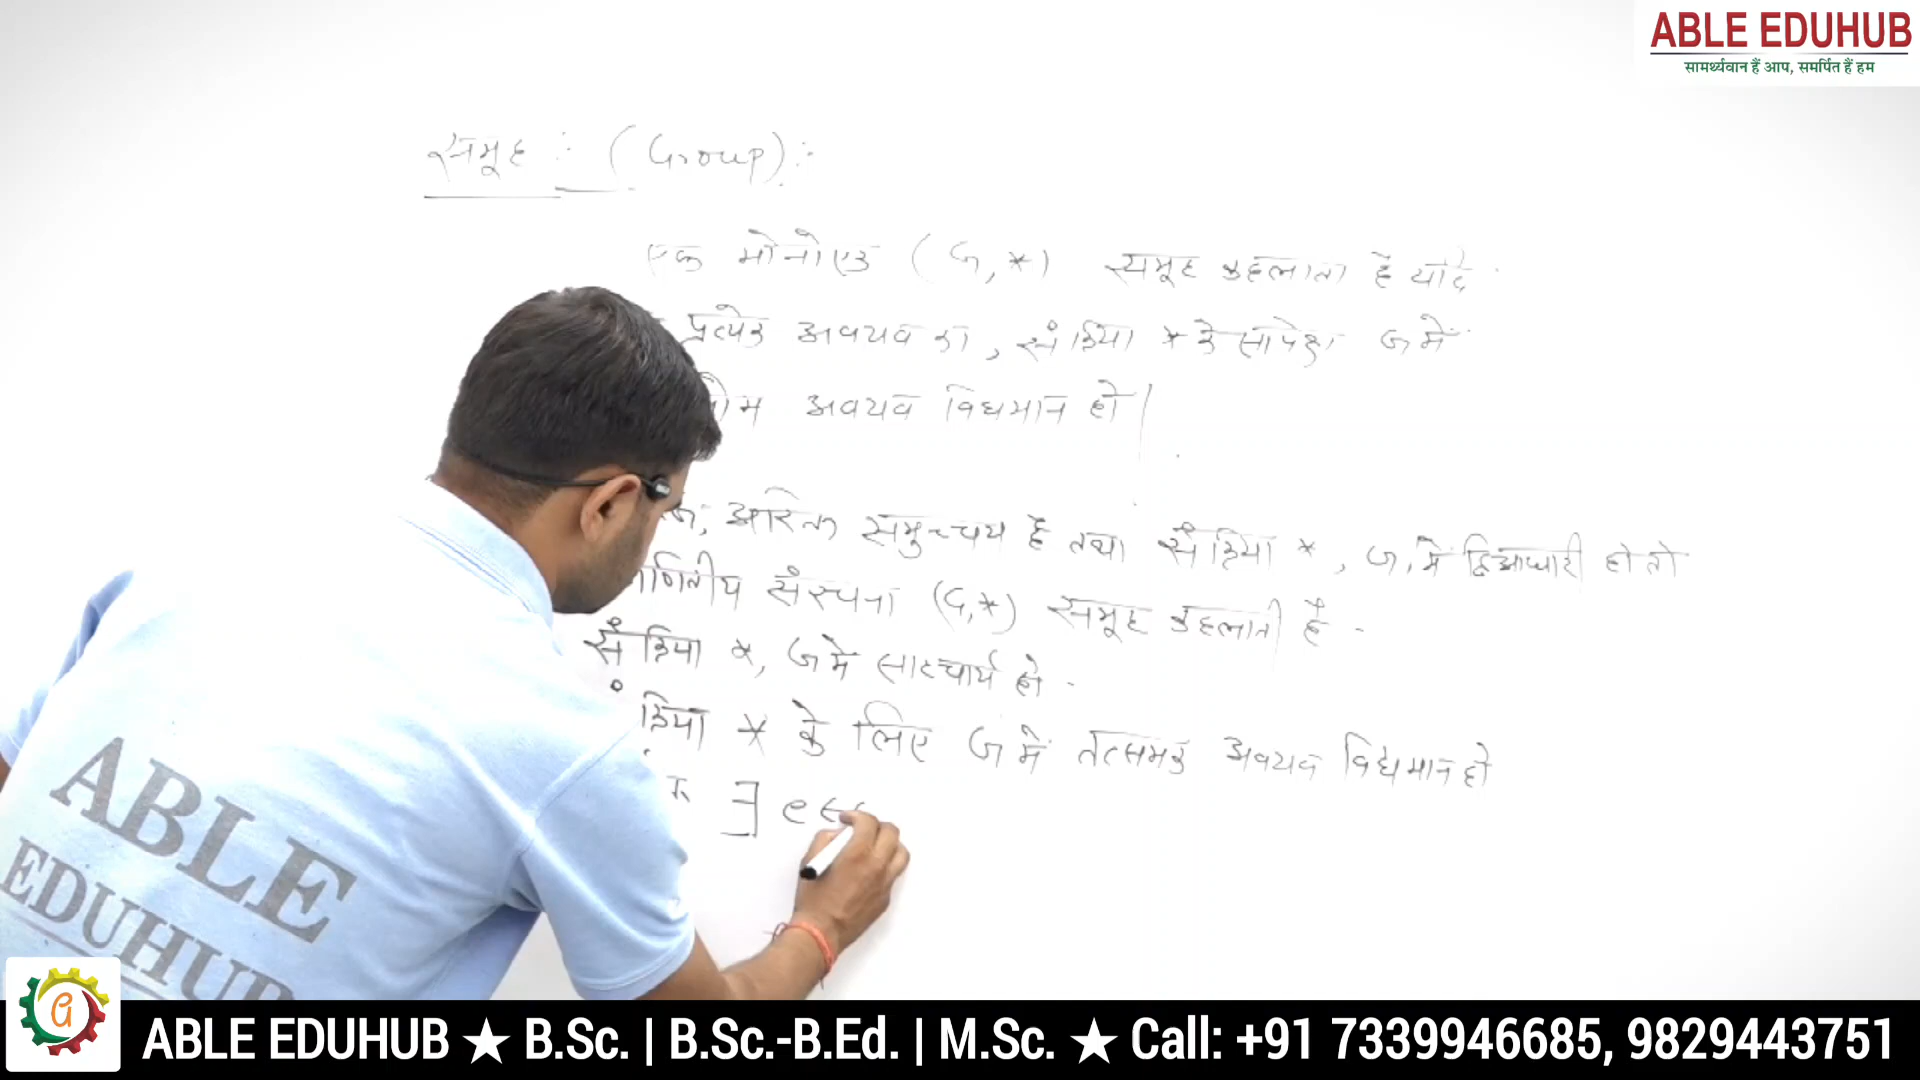 ABLE EDUHUB
सामर्थ्यवान हैं आप, समर्पित हैं हम
समूह :- (Group):-
एक मोनोएड (G,*) समूह कहलाता है यदि
प्रत्येक अवयव का, संक्रिया * के सापेक्ष G में
अवयव विद्यमान हो |
अरिक्त समुच्चय है तथा संक्रिया *, G, में द्विआधारी हो तो
संरचना (G,*) समूह कहलाती है -
संक्रिया *, G में साहचार्य हो -
संक्रिया * के लिए G में तत्समक अवयव विद्यमान हो
∃ e ∈
ABLE
EDUHUB
ABLE EDUHUB ★ B.Sc. | B.Sc.-B.Ed. | M.Sc. ★ Call: +91 7339946685, 9829443751